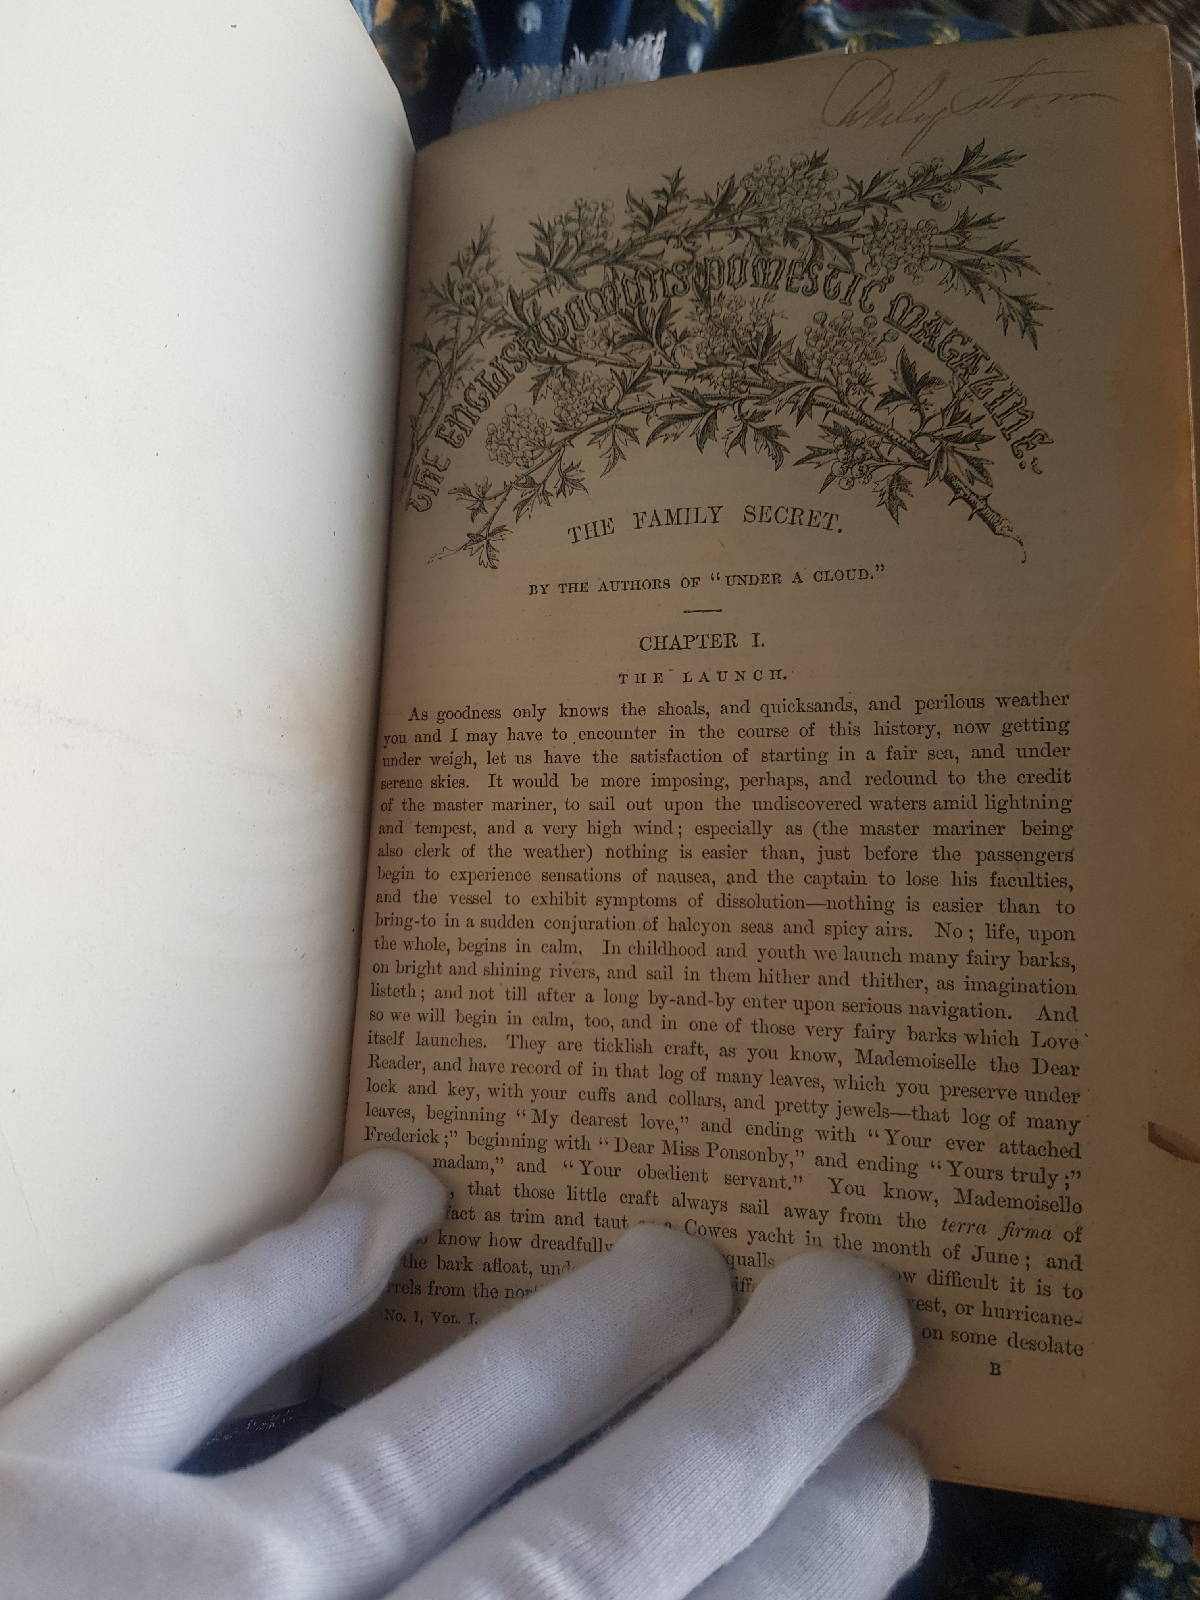 THE ENGLISHWOMAN'S DOMESTIC MAGAZINE.
THE FAMILY SECRET.
BY THE AUTHORS OF “UNDER A CLOUD.”
CHAPTER I.
THE LAUNCH.
As goodness only knows the shoals, and quicksands, and perilous weather
you and I may have to encounter in the course of this history, now getting
under weigh, let us have the satisfaction of starting in a fair sea, and under
serene skies. It would be more imposing, perhaps, and redound to the credit
of the master mariner, to sail out upon the undiscovered waters amid lightning
and tempest, and a very high wind; especially as (the master mariner being
also clerk of the weather) nothing is easier than, just before the passengers
begin to experience sensations of nausea, and the captain to lose his faculties,
and the vessel to exhibit symptoms of dissolution—nothing is easier than to
bring-to in a sudden conjuration of halcyon seas and spicy airs. No; life, upon
the whole, begins in calm. In childhood and youth we launch many fairy barks,
on bright and shining rivers, and sail in them hither and thither, as imagination
listeth; and not till after a long by-and-by enter upon serious navigation. And
so we will begin in calm, too, and in one of those very fairy barks which Love
itself launches. They are ticklish craft, as you know, Mademoiselle the Dear
Reader, and have record of in that log of many leaves, which you preserve under
lock and key, with your cuffs and collars, and pretty jewels—that log of many
leaves, beginning “My dearest love,” and ending with “Your ever attached
Frederick;” beginning with “Dear Miss Ponsonby,” and ending “Yours truly;”
madam,” and “Your obedient servant.” You know, Mademoiselle
, that those little craft always sail away from the terra firma of
fact as trim and taut as a Cowes yacht in the month of June; and
know how dreadfully squalls how difficult it is to
the bark afloat, west, or hurricane-
from the on some desolate
No. 1, VOL. I.
B